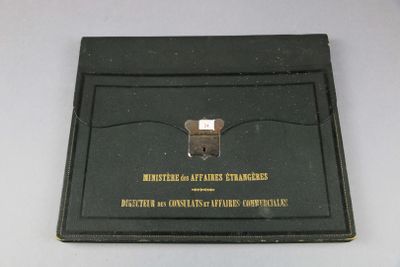 MINISTÈRE des AFFAIRES ÉTRANGÈRES
DIRECTEUR DES CONSULATS ET AFFAIRES COMMERCIALES